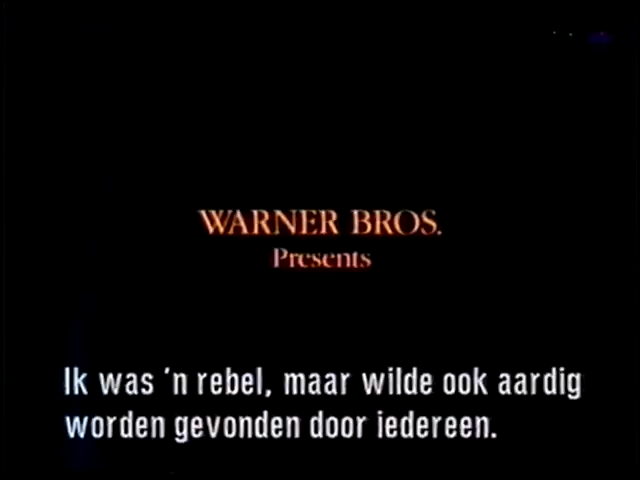 WARNER BROS.
Presents
Ik was 'n rebel, maar wilde ook aardig
worden gevonden door iedereen.